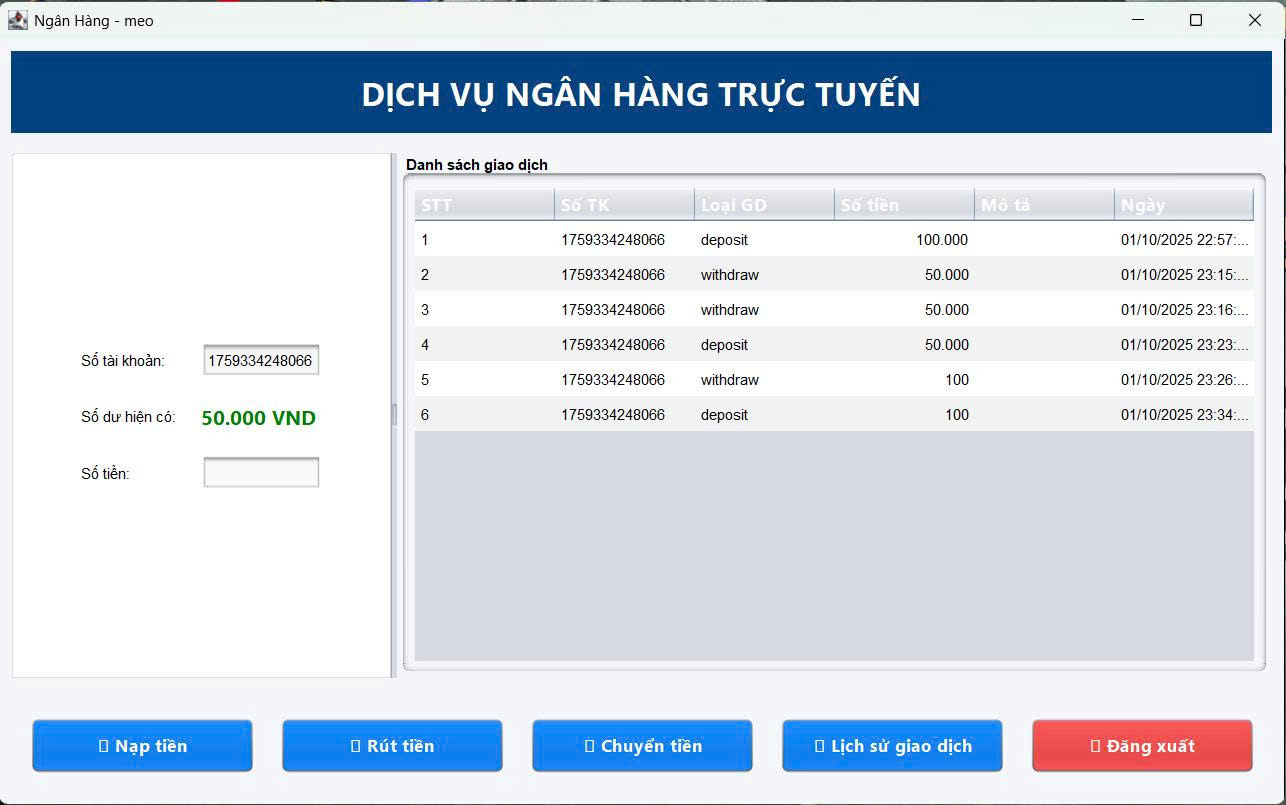 Ngân Hàng - meo
DỊCH VỤ NGÂN HÀNG TRỰC TUYẾN
Số tài khoản: 1759334248066
Số dư hiện có: 50.000 VND
Số tiền:
Danh sách giao dịch
STT Số TK Loại GD Số tiền Mô tả Ngày
1 1759334248066 deposit 100.000 01/10/2025 22:57:...
2 1759334248066 withdraw 50.000 01/10/2025 23:15:...
3 1759334248066 withdraw 50.000 01/10/2025 23:16:...
4 1759334248066 deposit 50.000 01/10/2025 23:23:...
5 1759334248066 withdraw 100 01/10/2025 23:26:...
6 1759334248066 deposit 100 01/10/2025 23:34:...
Nạp tiền
Rút tiền
Chuyển tiền
Lịch sử giao dịch
Đăng xuất